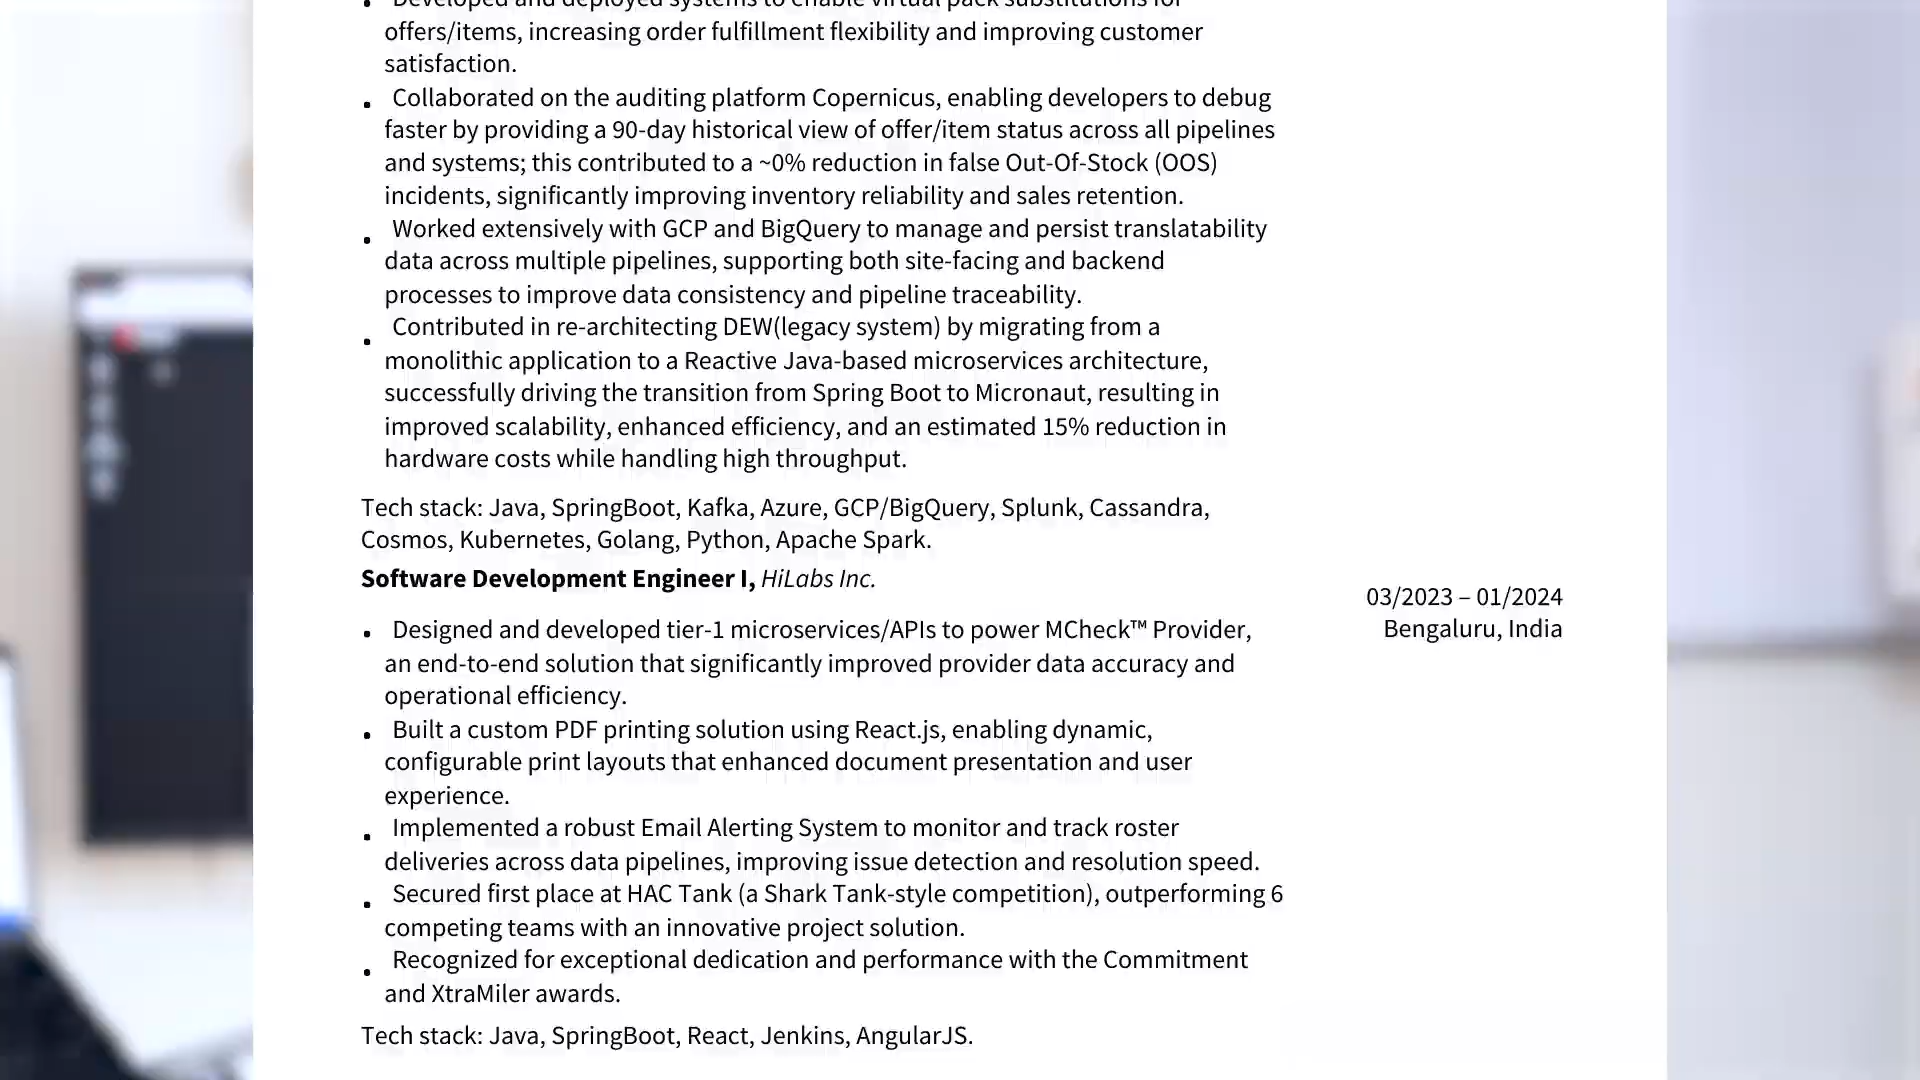 Developed and deployed systems to enable virtual pack substitutions for
offers/items, increasing order fulfillment flexibility and improving customer
satisfaction.
Collaborated on the auditing platform Copernicus, enabling developers to debug
faster by providing a 90-day historical view of offer/item status across all pipelines
and systems; this contributed to a ~0% reduction in false Out-Of-Stock (OOS)
incidents, significantly improving inventory reliability and sales retention.
Worked extensively with GCP and BigQuery to manage and persist translatability
data across multiple pipelines, supporting both site-facing and backend
processes to improve data consistency and pipeline traceability.
Contributed in re-architecting DEW(legacy system) by migrating from a
monolithic application to a Reactive Java-based microservices architecture,
successfully driving the transition from Spring Boot to Micronaut, resulting in
improved scalability, enhanced efficiency, and an estimated 15% reduction in
hardware costs while handling high throughput.
Tech stack: Java, SpringBoot, Kafka, Azure, GCP/BigQuery, Splunk, Cassandra,
Cosmos, Kubernetes, Golang, Python, Apache Spark.
Software Development Engineer I, HiLabs Inc.
03/2023 – 01/2024
Bengaluru, India
Designed and developed tier-1 microservices/APIs to power MCheck™ Provider,
an end-to-end solution that significantly improved provider data accuracy and
operational efficiency.
Built a custom PDF printing solution using React.js, enabling dynamic,
configurable print layouts that enhanced document presentation and user
experience.
Implemented a robust Email Alerting System to monitor and track roster
deliveries across data pipelines, improving issue detection and resolution speed.
Secured first place at HAC Tank (a Shark Tank-style competition), outperforming 6
competing teams with an innovative project solution.
Recognized for exceptional dedication and performance with the Commitment
and XtraMiler awards.
Tech stack: Java, SpringBoot, React, Jenkins, AngularJS.